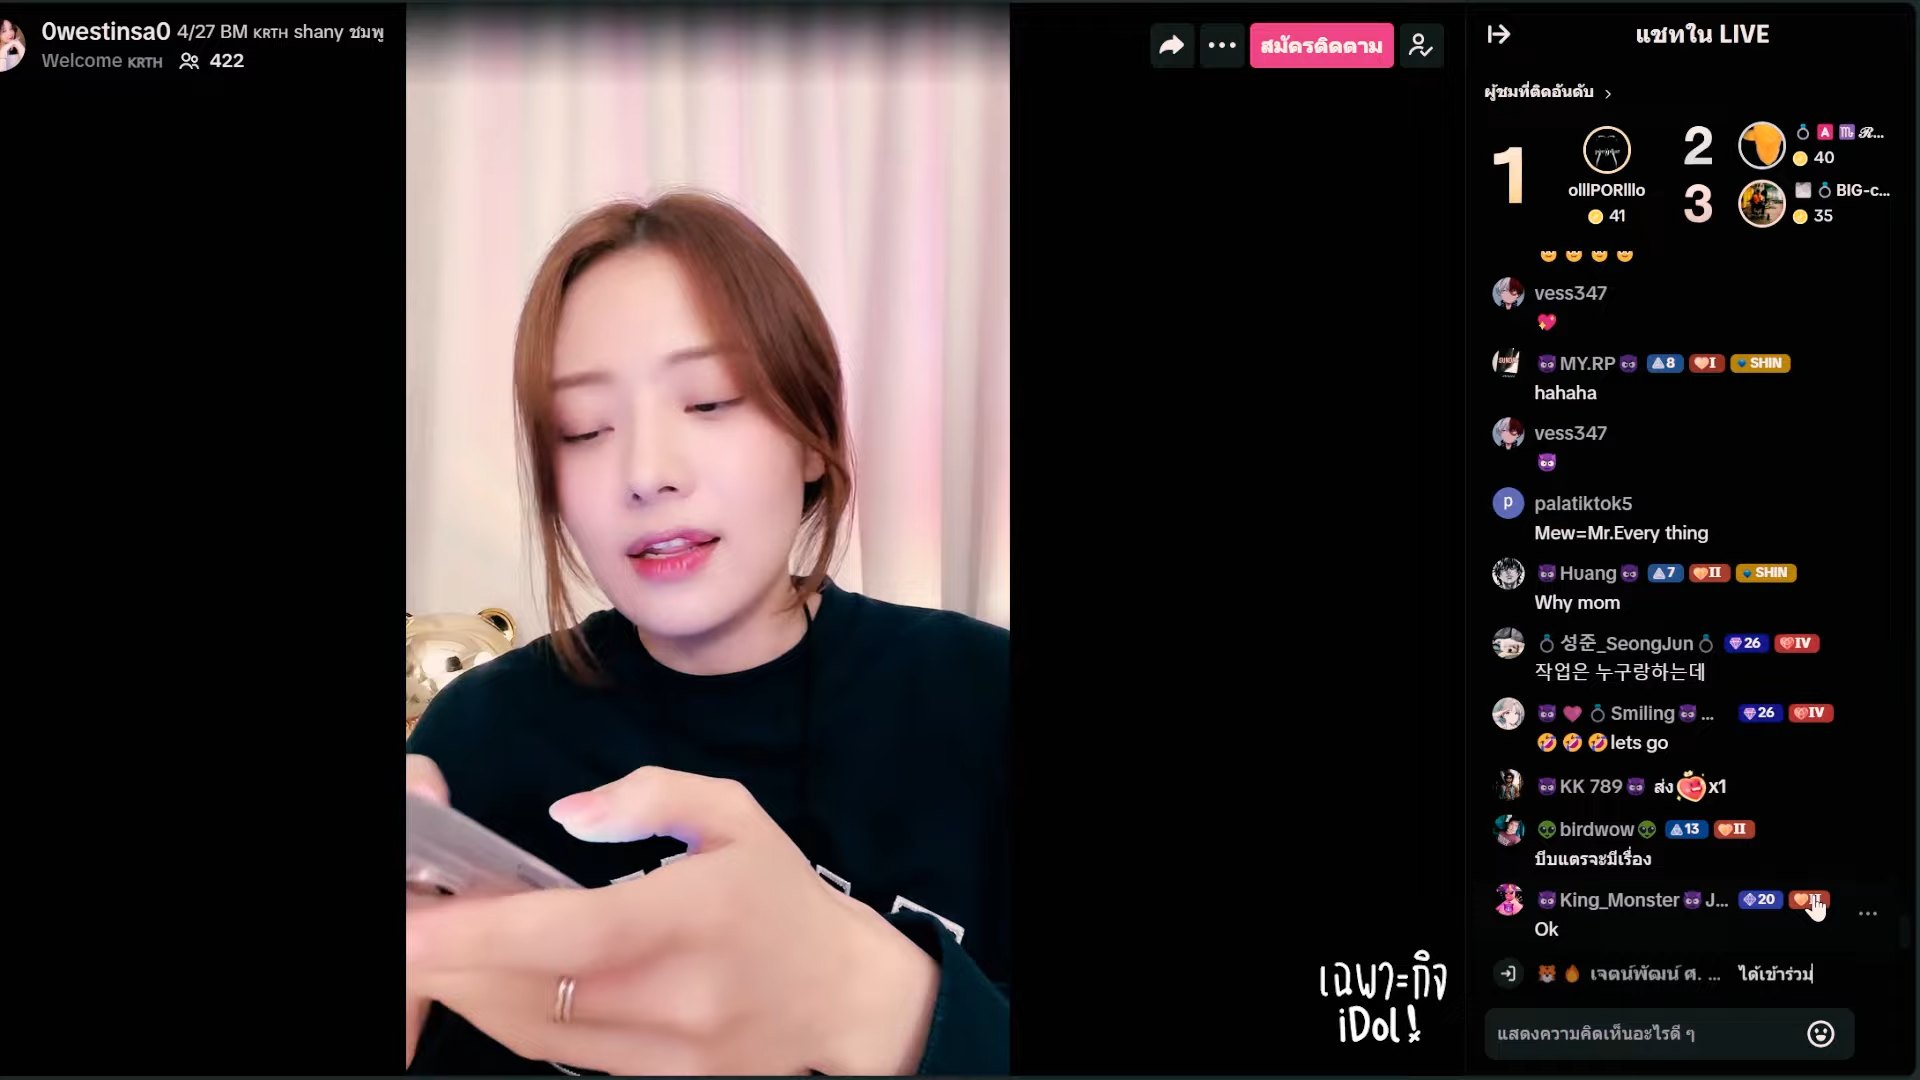 0westinsa0 4/27 BM KRTH shany ชมพู
Welcome KRTH 422
สมัครติดตาม
แชทใน LIVE
ผู้ชมที่ติดอันดับ
1
olllPORlllo
41
2
A ♏ ℛ...
40
3
BIG-c...
35
vess347
MY.RP 8 I SHIN
hahaha
vess347
p palatiktok5
Mew=Mr.Every thing
Huang 7 II SHIN
Why mom
성준_SeongJun 26 IV
작업은 누구랑하는데
Smiling ... 26 IV
lets go
KK 789 ส่ง x1
birdwow 13 II
บีบแตรจะมีเรื่อง
King_Monster J... 20
Ok
เจตน์พัฒน์ ศ. ... ได้เข้าร่วม
แสดงความคิดเห็นอะไรดี ๆ
เฉพาะกิจ
iDol!